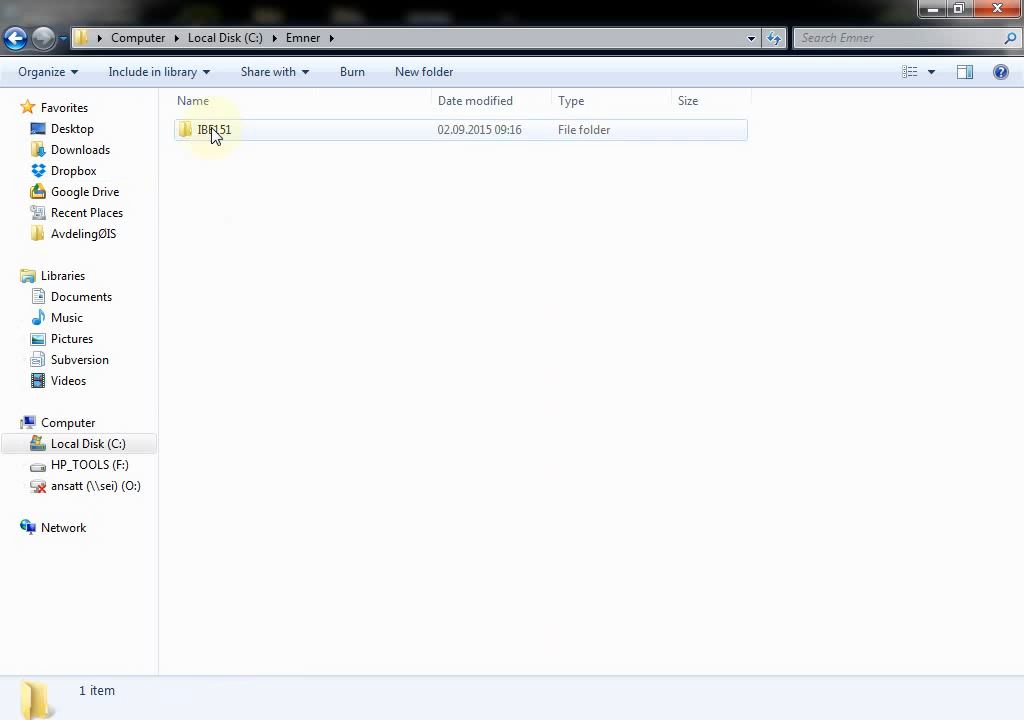 Computer Local Disk (C:) Emner
Search Emner
Organize Include in library Share with Burn New folder
Name Date modified Type Size
02.09.2015 09:16 File folder
Favorites
Desktop
Downloads
Dropbox
Google Drive
Recent Places
AvdelingØIS
Libraries
Documents
Music
Pictures
Subversion
Videos
Computer
Local Disk (C:)
HP_TOOLS (F:)
ansatt (\\sei) (O:)
Network
1 item